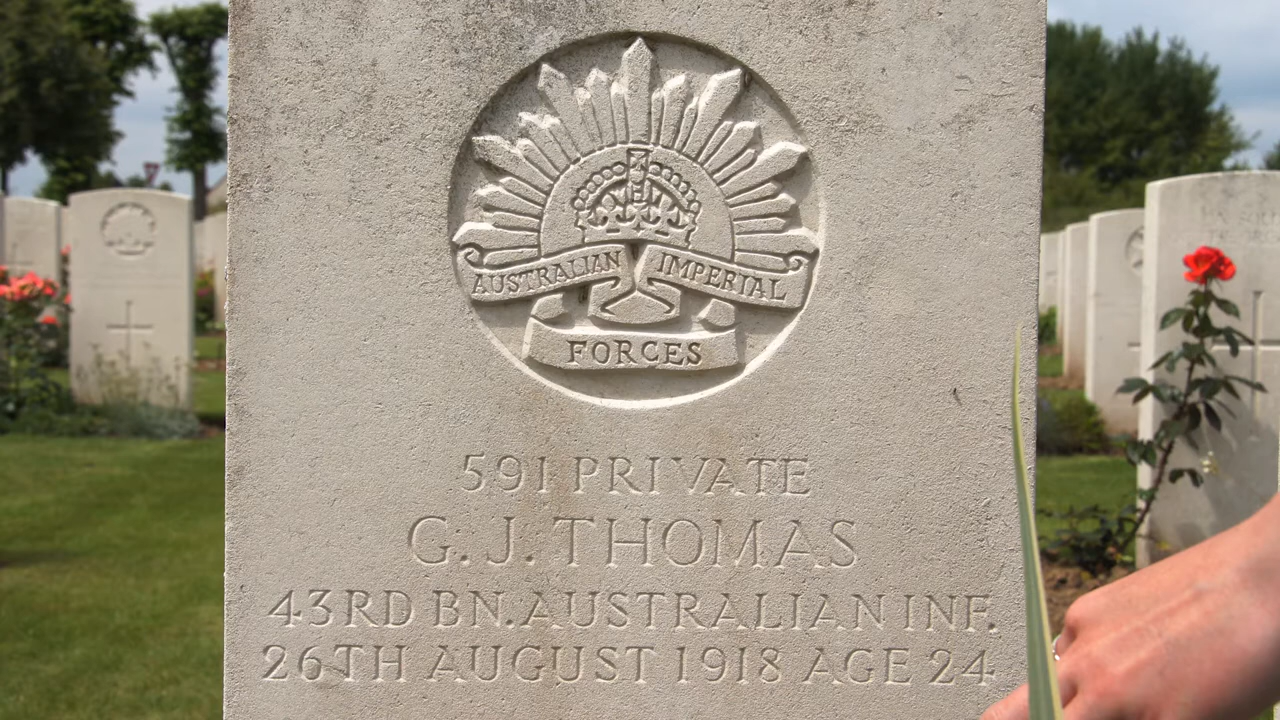 AUSTRALIAN IMPERIAL
FORCES
591 PRIVATE
G. J. THOMAS
43RD BN. AUSTRALIAN INF.
26TH AUGUST 1918 AGE 24